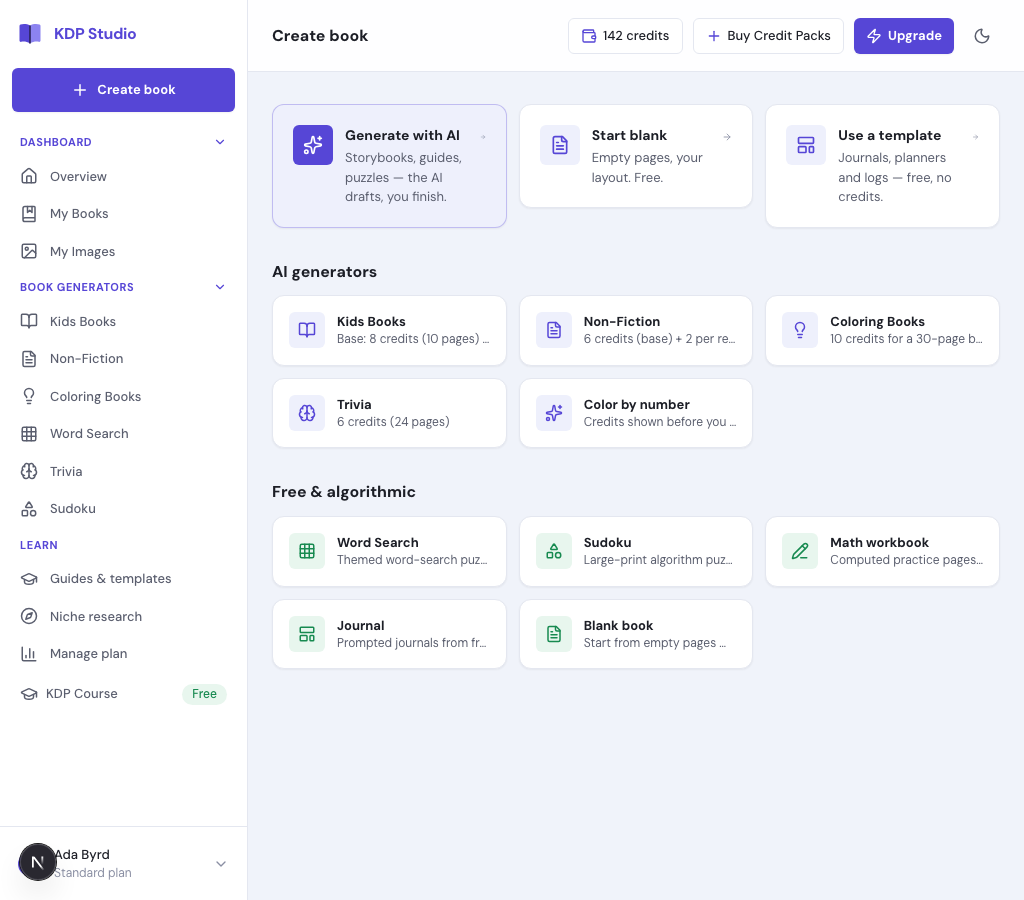 KDP Studio
Create book
DASHBOARD
Overview
My Books
My Images
BOOK GENERATORS
Kids Books
Non-Fiction
Coloring Books
Word Search
Trivia
Sudoku
LEARN
Guides & templates
Niche research
Manage plan
KDP Course
Free
N
Ada Byrd
Standard plan
Create book
142 credits
Buy Credit Packs
Upgrade
Generate with AI
Storybooks, guides,
puzzles — the AI
drafts, you finish.
Start blank
Empty pages, your
layout. Free.
Use a template
Journals, planners
and logs — free, no
credits.
AI generators
Kids Books
Base: 8 credits (10 pages) ...
Non-Fiction
6 credits (base) + 2 per re...
Coloring Books
10 credits for a 30-page b...
Trivia
6 credits (24 pages)
Color by number
Credits shown before you ...
Free & algorithmic
Word Search
Themed word-search puz...
Sudoku
Large-print algorithm puz...
Math workbook
Computed practice pages...
Journal
Prompted journals from fr...
Blank book
Start from empty pages ...